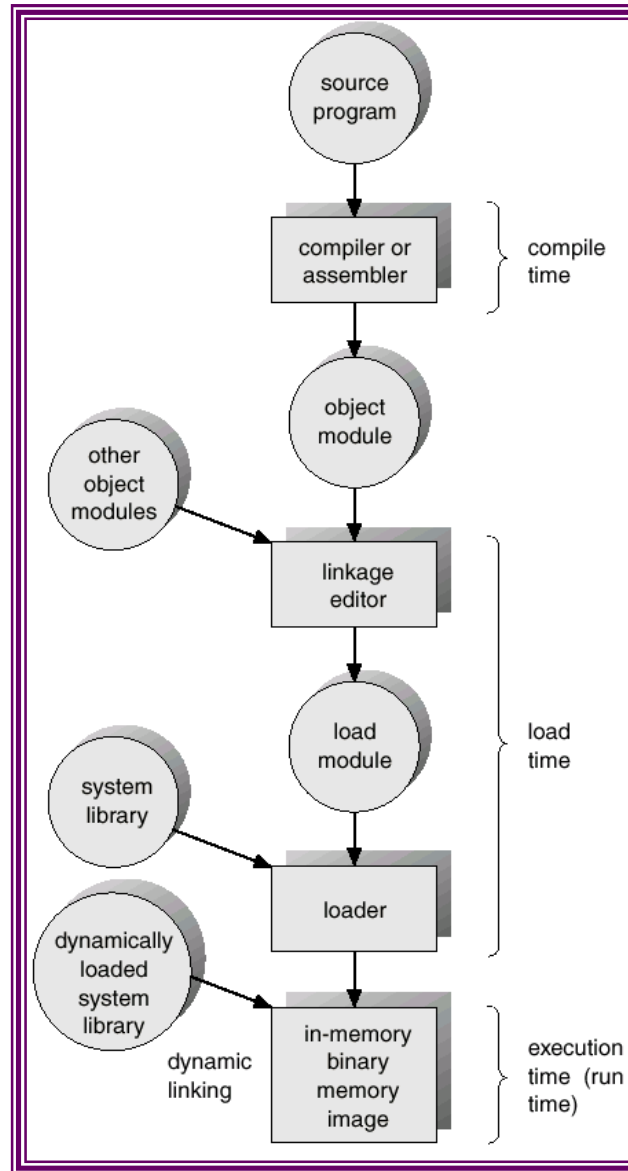 source
program
compiler or
assembler
compile
time
object
module
other
object
modules
linkage
editor
load
module
load
time
system
library
loader
dynamically
loaded
system
library
dynamic
linking
in-memory
binary
memory
image
execution
time (run
time)